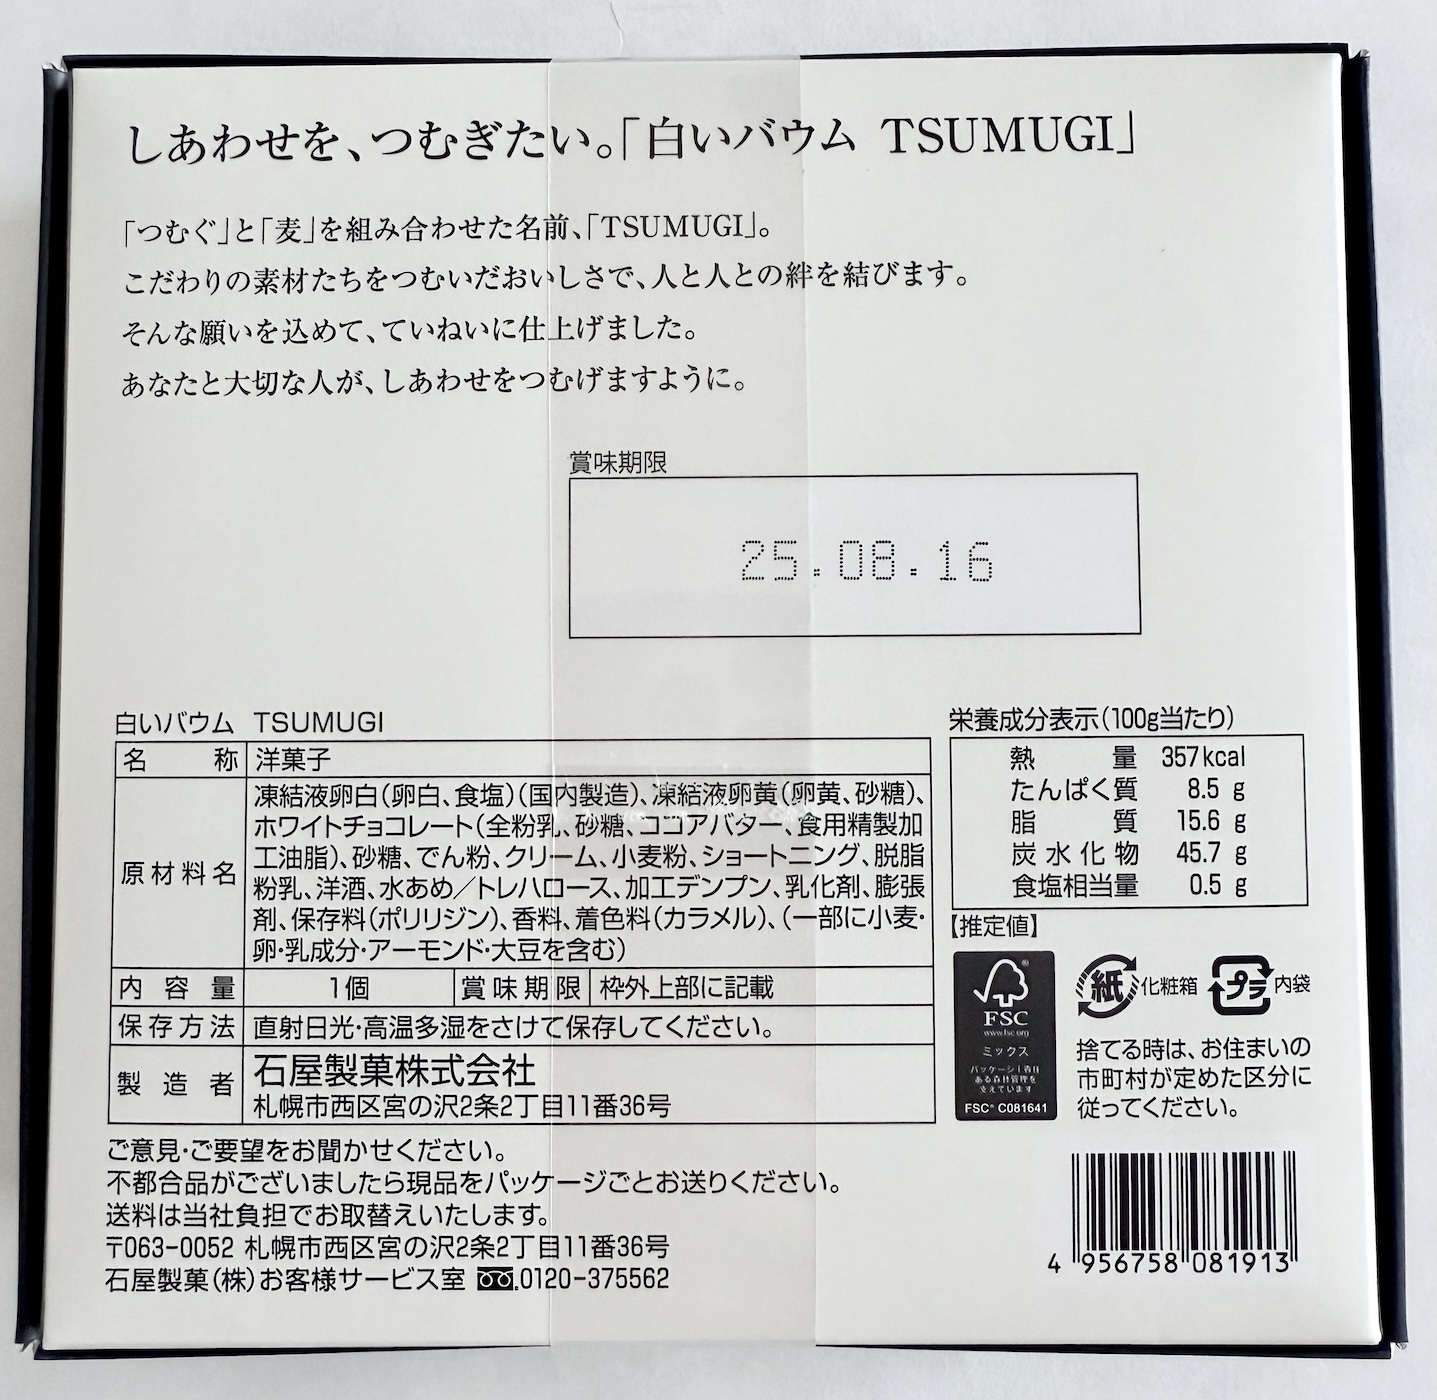 しあわせを、つむぎたい。「白いバウム TSUMUGI」
「つむぐ」と「麦」を組み合わせた名前、「TSUMUGI」。
こだわりの素材たちをつむいだおいしさで、人と人との絆を結びます。
そんな願いを込めて、ていねいに仕上げました。
あなたと大切な人が、しあわせをつむげますように。
賞味期限
25.08.16
白いバウム TSUMUGI
名称 洋菓子
原材料名
凍結液卵白(卵白、食塩)(国内製造)、凍結液卵黄(卵黄、砂糖)、
ホワイトチョコレート(全粉乳、砂糖、ココアバター、食用精製加
工油脂)、砂糖、でん粉、クリーム、小麦粉、ショートニング、脱脂
粉乳、洋酒、水あめ/トレハロース、加工デンプン、乳化剤、膨張
剤、保存料(ポリリジン)、香料、着色料(カラメル)、(一部に小麦・
卵・乳成分・アーモンド・大豆を含む)
内容量 1個 賞味期限 枠外上部に記載
保存方法 直射日光・高温多湿をさけて保存してください。
製造者 石屋製菓株式会社
札幌市西区宮の沢2条2丁目11番36号
ご意見・ご要望をお聞かせください。
不都合品がございましたら現品をパッケージごとお送りください。
送料は当社負担でお取替えいたします。
〒063-0052 札幌市西区宮の沢2条2丁目11番36号
石屋製菓(株)お客様サービス室 0120-375562
栄養成分表示(100g当たり)
熱量 357kcal
たんぱく質 8.5 g
脂質 15.6 g
炭水化物 45.7 g
食塩相当量 0.5 g
【推定値】
FSC
www.fsc.org
ミックス
パッケージ|責任
ある森林管理を
支えています
FSC® C081641
紙 化粧箱 プラ 内袋
捨てる時は、お住まいの
市町村が定めた区分に
従ってください。
4 956758 081913